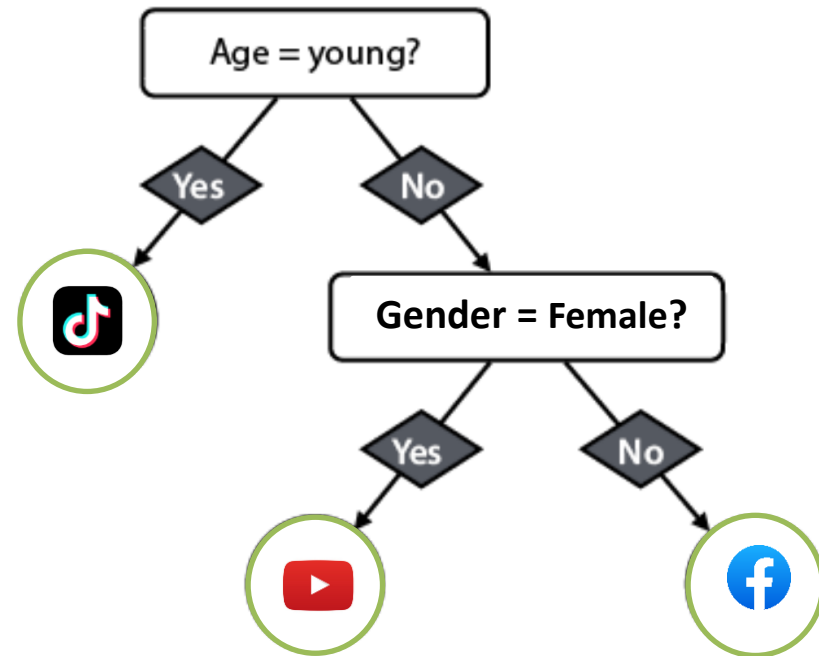 Age = young?
Yes
No
Gender = Female?
Yes
No